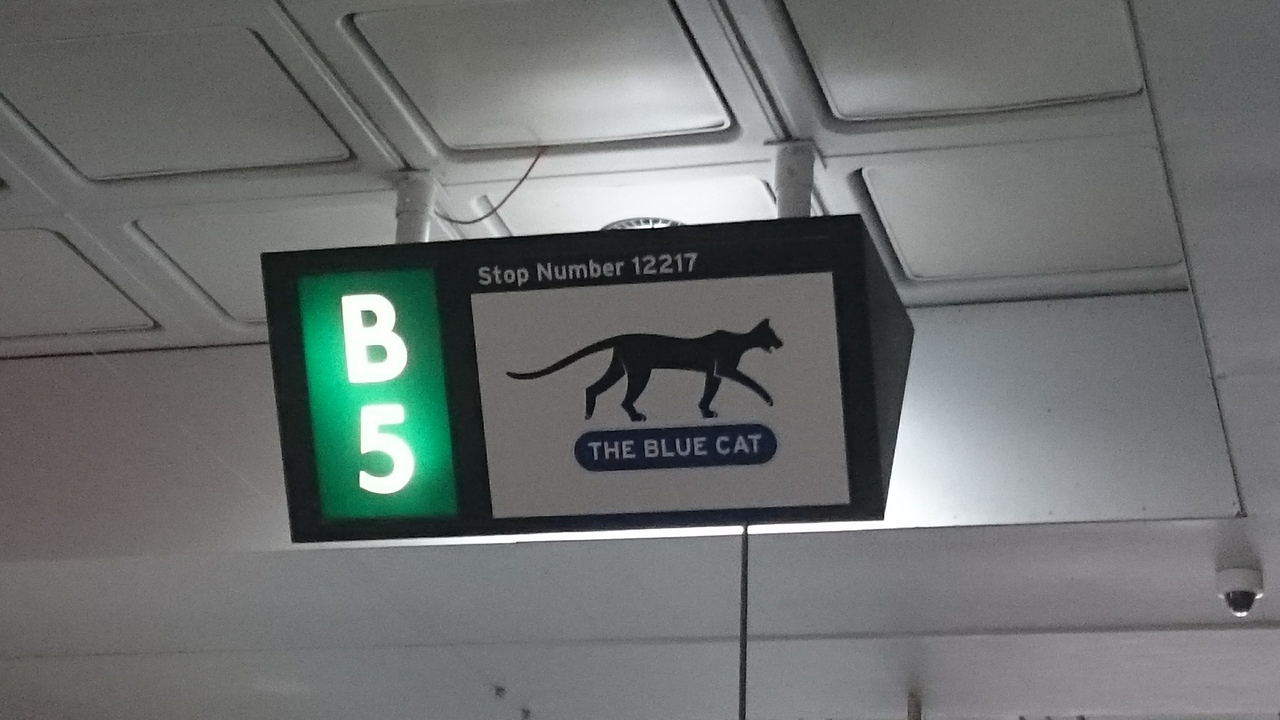 Stop Number 12217
B
5
THE BLUE CAT